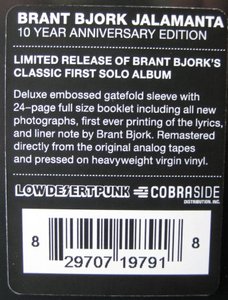 BRANT BJORK JALAMANTA
10 YEAR ANNIVERSARY EDITION
LIMITED RELEASE OF BRANT BJORK'S
CLASSIC FIRST SOLO ALBUM
Deluxe embossed gatefold sleeve with
24-page full size booklet including all new
photographs, first ever printing of the lyrics,
and liner note by Brant Bjork. Remastered
directly from the original analog tapes
and pressed on heavyweight virgin vinyl.
LOW DESERT PUNK COBRASIDE
DISTRIBUTION, INC.
8 29707 19791 8